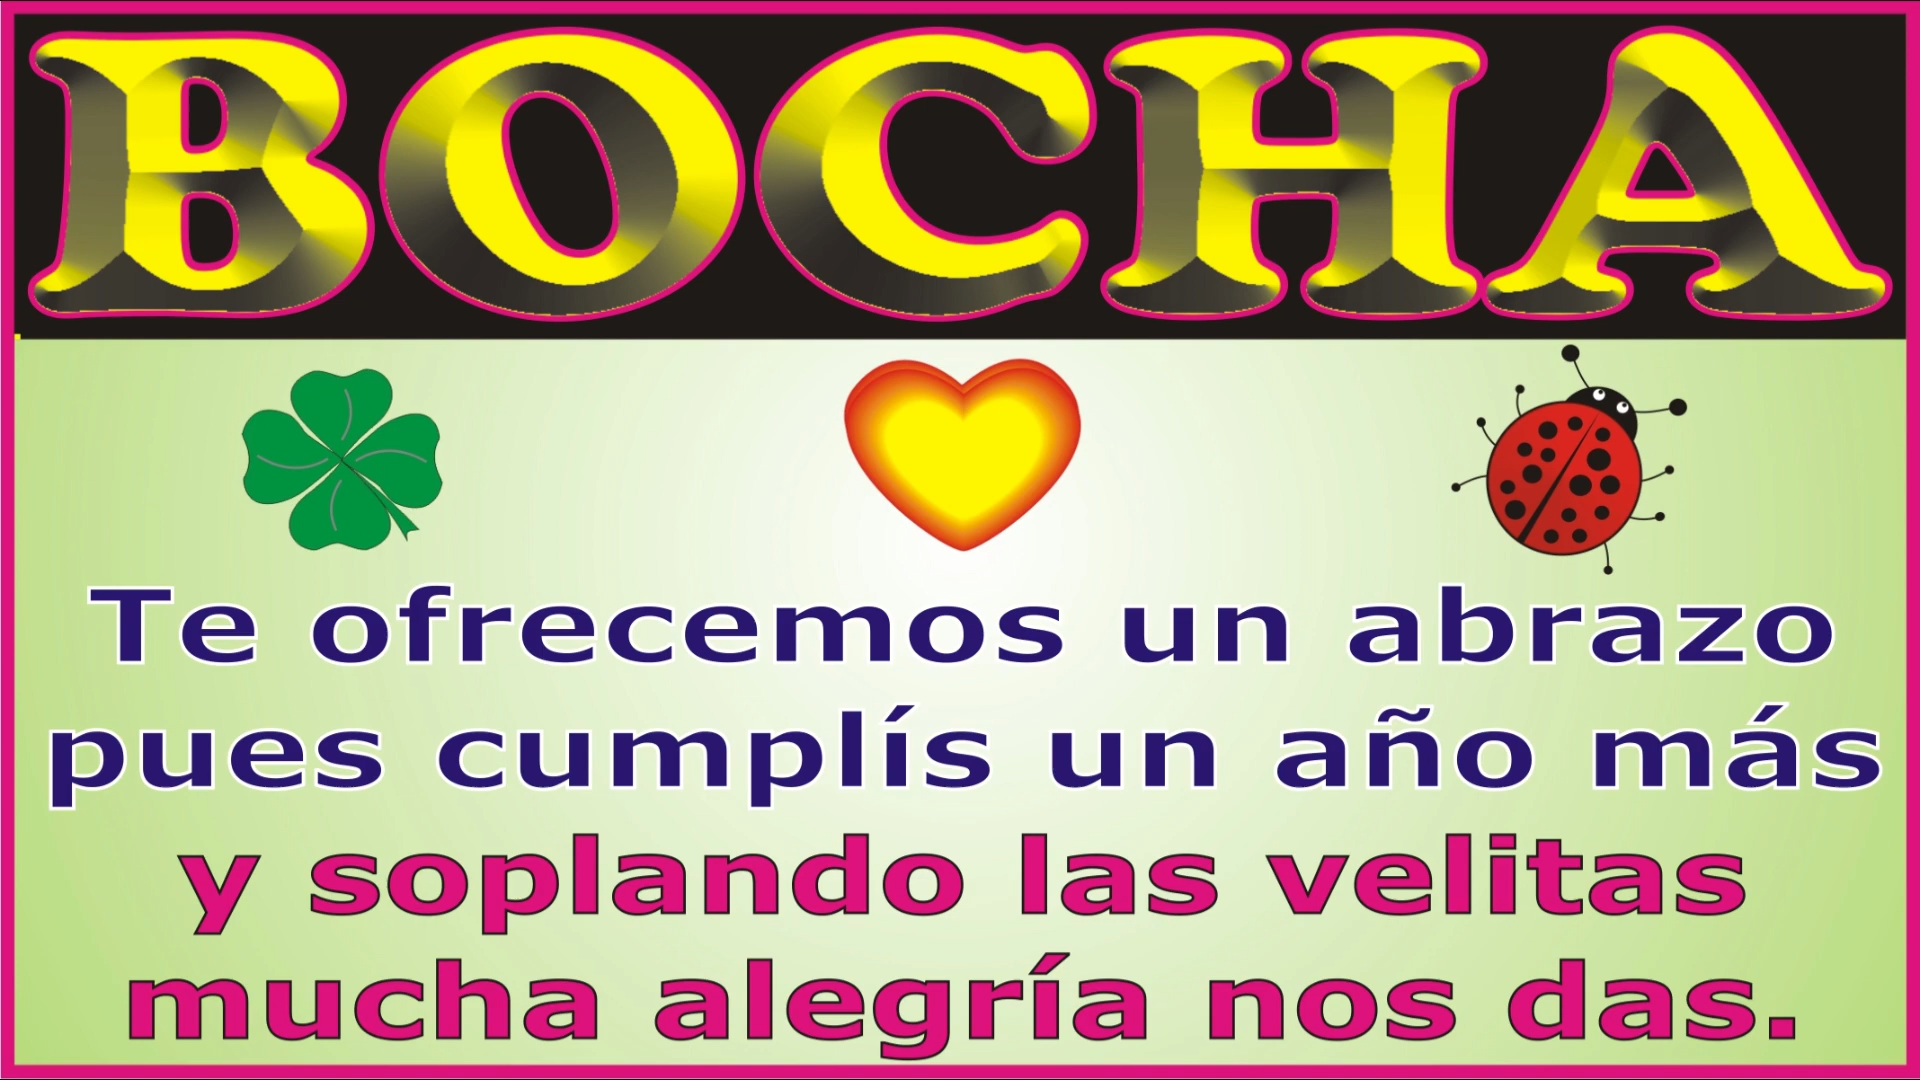 BOCHA
Te ofrecemos un abrazo
pues cumplís un año más
y soplando las velitas
mucha alegría nos das.